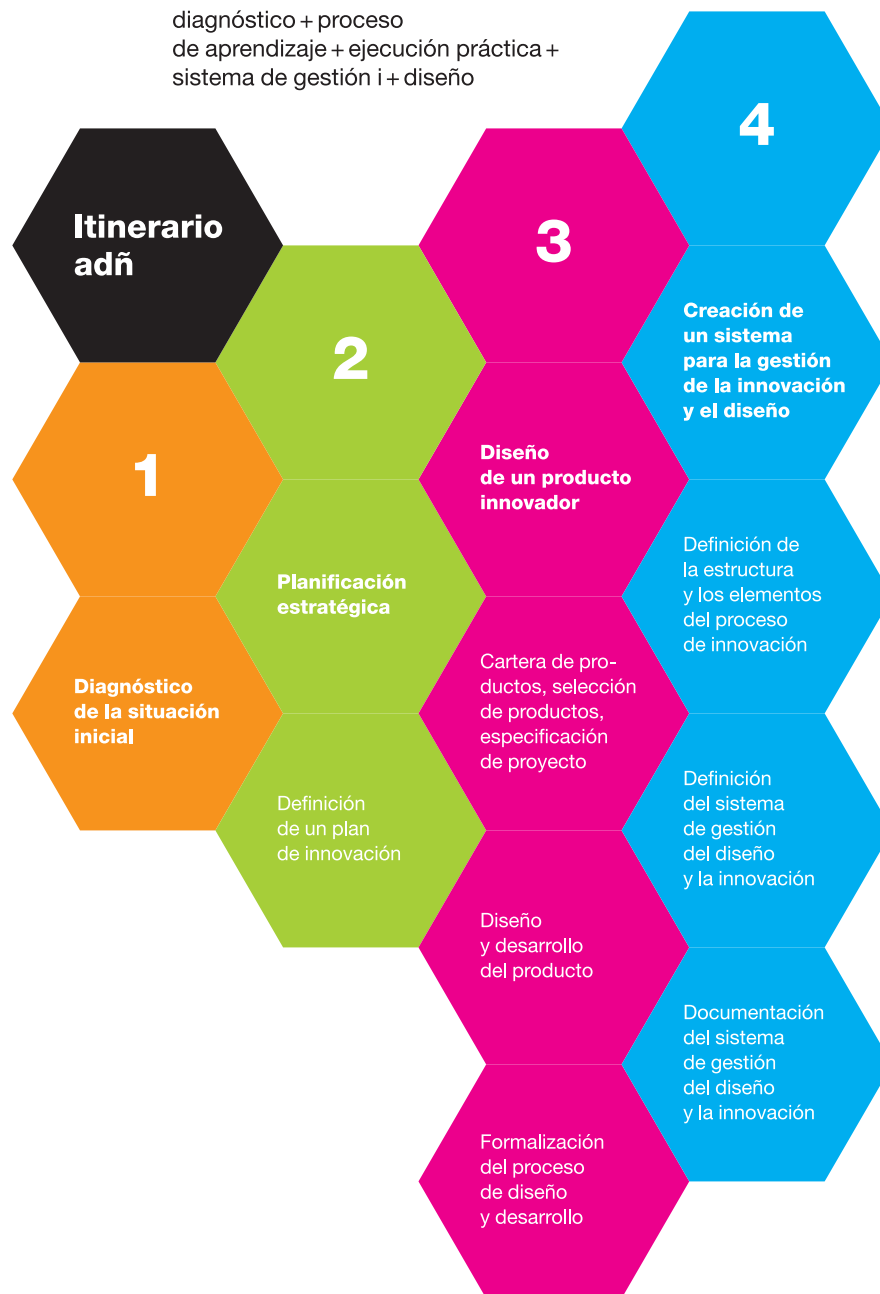 diagnóstico + proceso
de aprendizaje + ejecución práctica +
sistema de gestión i + diseño
Itinerario
adñ
1
Diagnóstico
de la situación
inicial
2
Planificación
estratégica
Definición
de un plan
de innovación
3
Diseño
de un producto
innovador
Cartera de pro-
ductos, selección
de productos,
especificación
de proyecto
Diseño
y desarrollo
del producto
Formalización
del proceso
de diseño
y desarrollo
4
Creación de
un sistema
para la gestión
de la innovación
y el diseño
Definición de
la estructura
y los elementos
del proceso
de innovación
Definición
del sistema
de gestión
del diseño
y la innovación
Documentación
del sistema
de gestión
del diseño
y la innovación